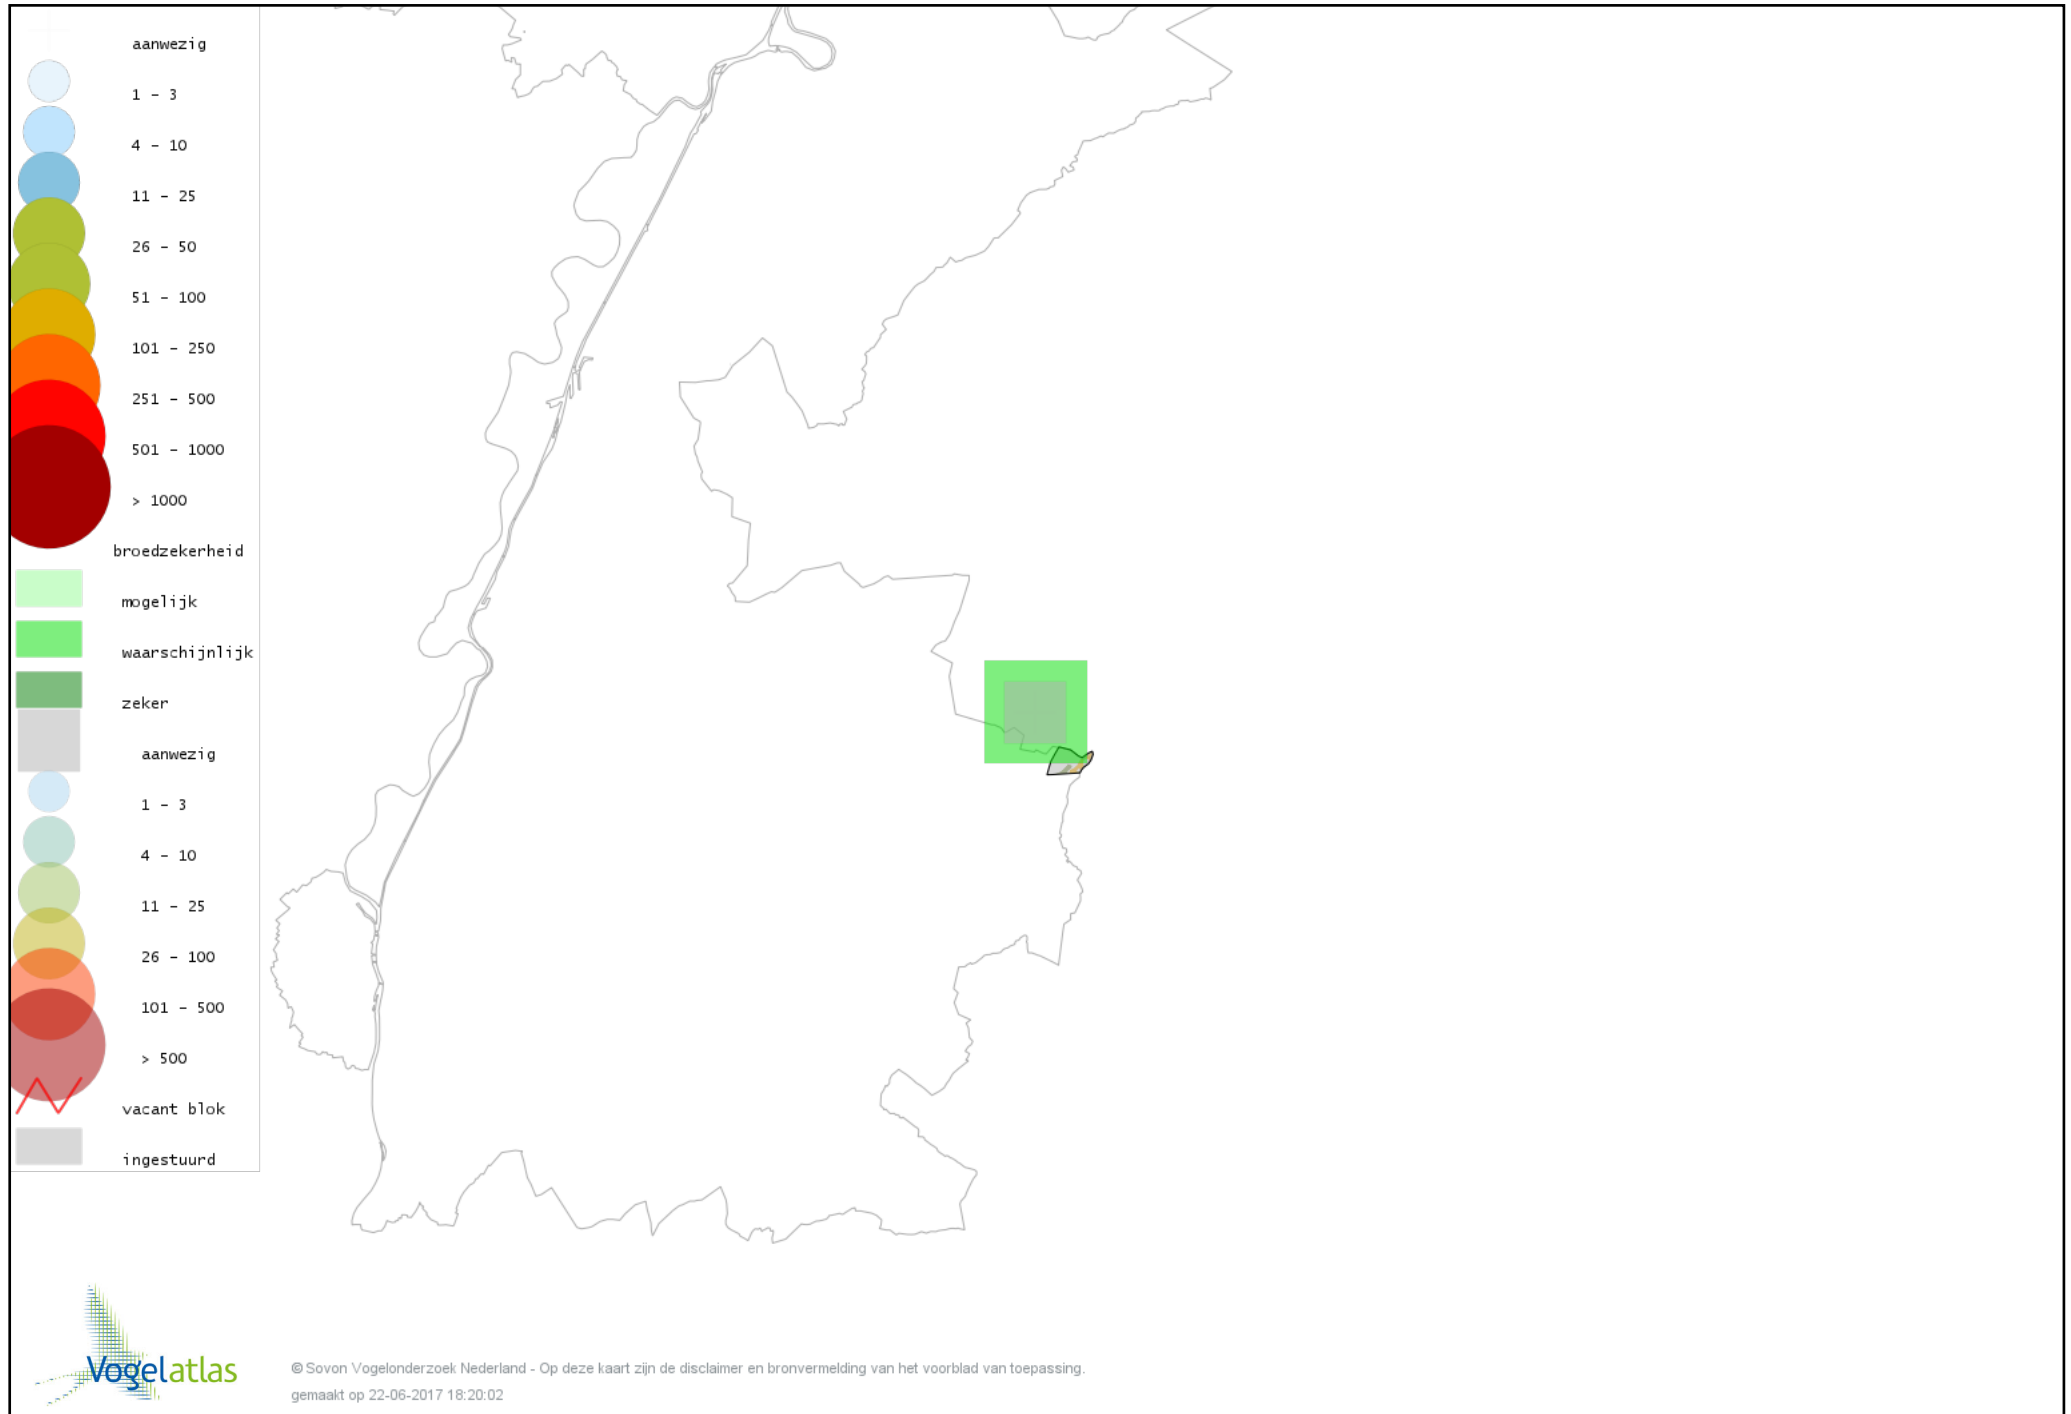 aanwezig
1 - 3
4 - 10
11 - 25
26 - 50
51 - 100
101 - 250
251 - 500
501 - 1000
> 1000
broedzekerheid
mogelijk
waarschijnlijk
zeker
aanwezig
1 - 3
4 - 10
11 - 25
26 - 100
101 - 500
> 500
vacant blok
ingestuurd
Vogelatlas
© Sovon Vogelonderzoek Nederland - Op deze kaart zijn de disclaimer en bronvermelding van het voorblad van toepassing.
gemaakt op 22-06-2017 18:20:02